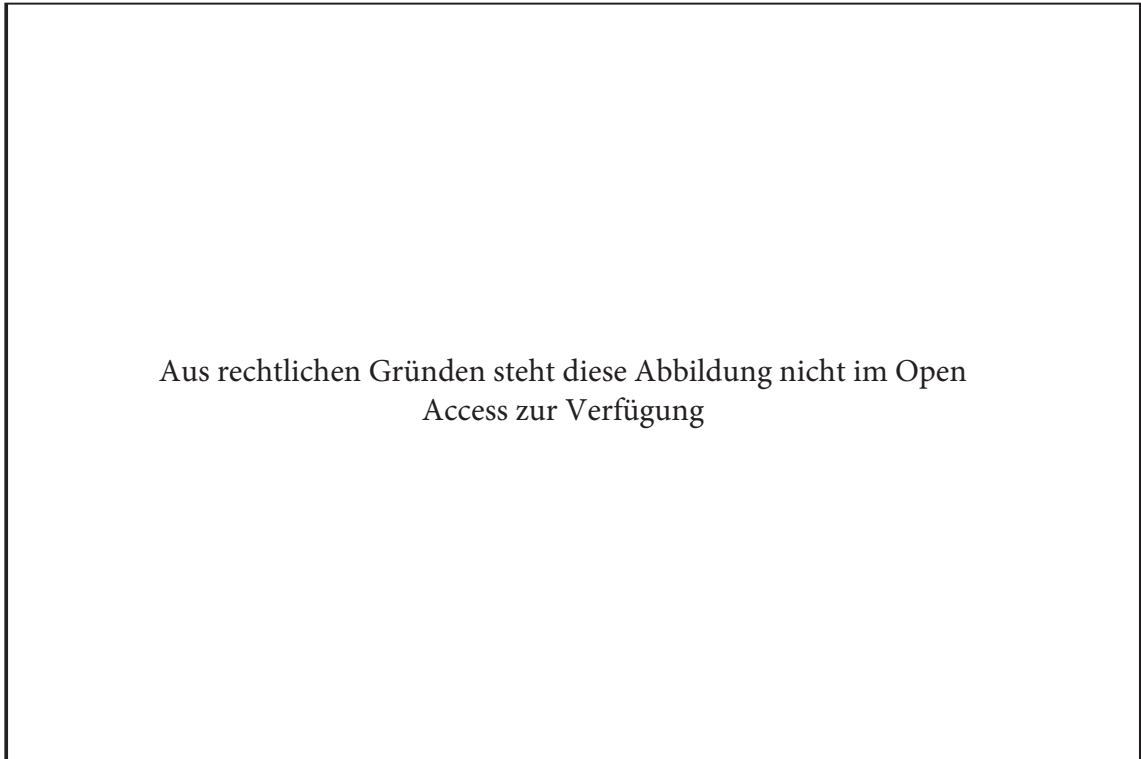 Aus rechtlichen Gründen steht diese Abbildung nicht im Open
Access zur Verfügung